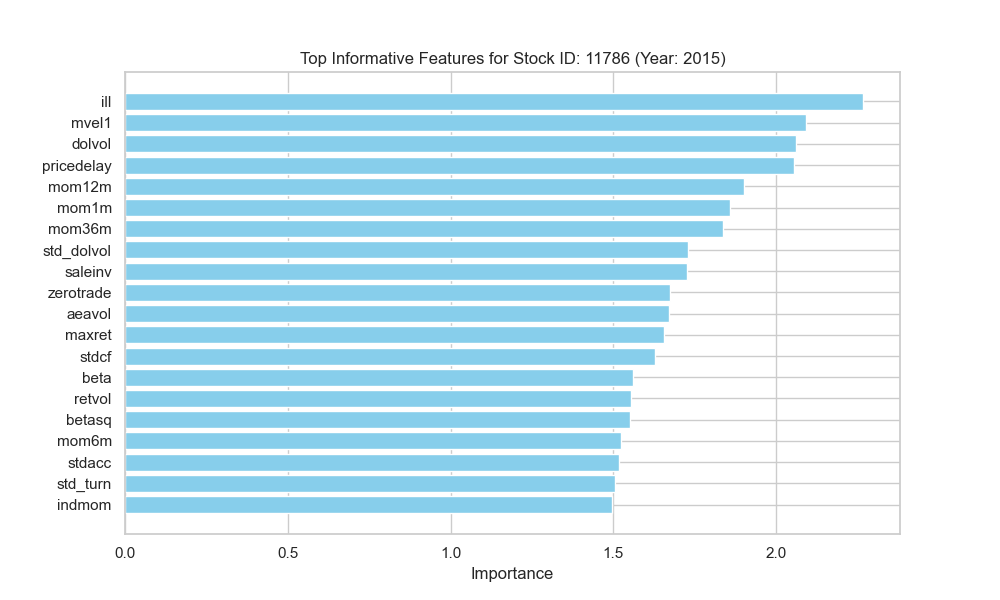 Top Informative Features for Stock ID: 11786 (Year: 2015)
ill
mvel1
dolvol
pricedelay
mom12m
mom1m
mom36m
std_dolvol
saleinv
zerotrade
aeavol
maxret
stdcf
beta
retvol
betasq
mom6m
stdacc
std_turn
indmom
0.0 0.5 1.0 1.5 2.0
Importance